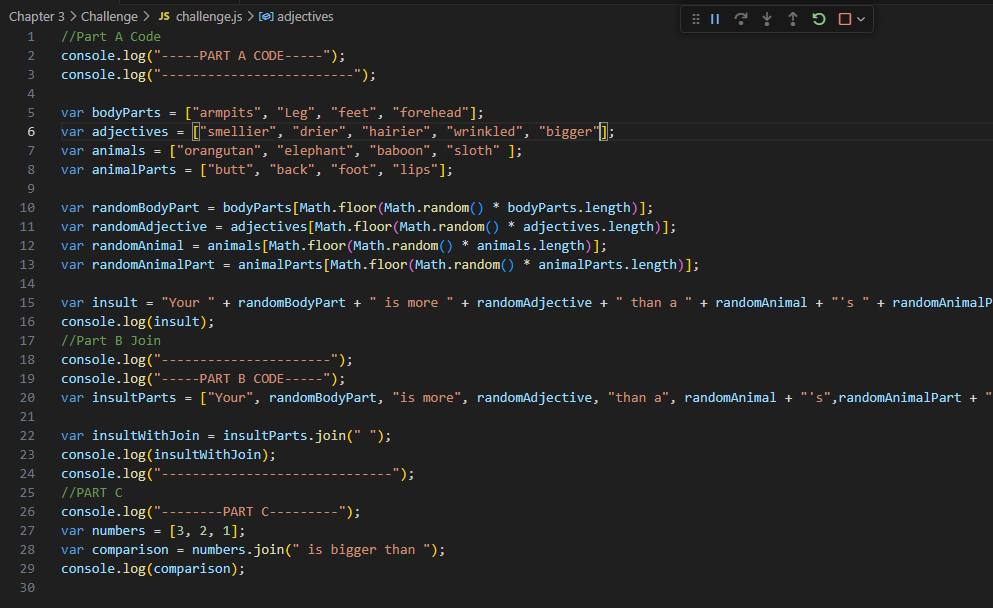 Chapter 3 > Challenge > JS challenge.js > adjectives
1 //Part A Code
2 console.log("-----PART A CODE-----");
3 console.log("-------------------------");
4
5 var bodyParts = ["armpits", "Leg", "feet", "forehead"];
6 var adjectives = ["smellier", "drier", "hairier", "wrinkled", "bigger"];
7 var animals = ["orangutan", "elephant", "baboon", "sloth" ];
8 var animalParts = ["butt", "back", "foot", "lips"];
9
10 var randomBodyPart = bodyParts[Math.floor(Math.random() * bodyParts.length)];
11 var randomAdjective = adjectives[Math.floor(Math.random() * adjectives.length)];
12 var randomAnimal = animals[Math.floor(Math.random() * animals.length)];
13 var randomAnimalPart = animalParts[Math.floor(Math.random() * animalParts.length)];
14
15 var insult = "Your " + randomBodyPart + " is more " + randomAdjective + " than a " + randomAnimal + "'s " + randomAnimalP
16 console.log(insult);
17 //Part B Join
18 console.log("----------------------");
19 console.log("-----PART B CODE-----");
20 var insultParts = ["Your", randomBodyPart, "is more", randomAdjective, "than a", randomAnimal + "'s",randomAnimalPart + "
21
22 var insultWithJoin = insultParts.join(" ");
23 console.log(insultWithJoin);
24 console.log("------------------------------");
25 //PART C
26 console.log("--------PART C---------");
27 var numbers = [3, 2, 1];
28 var comparison = numbers.join(" is bigger than ");
29 console.log(comparison);
30